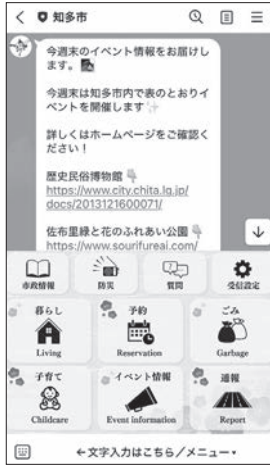 知多市
今週末のイベント情報をお届けし
ます。
今週末は知多市内で表のとおりイ
ベントを開催します
詳しくはホームページをご確認く
ださい！
歴史民俗博物館
https://www.city.chita.lg.jp/
docs/2013121600071/
佐布里緑と花のふれあい公園
https://www.sourifureai.com/
市政情報
防災
質問
受信設定
暮らし
Living
予約
Reservation
ごみ
Garbage
子育て
Childcare
イベント情報
Event information
通報
Report
←文字入力はこちら/メニュー▾